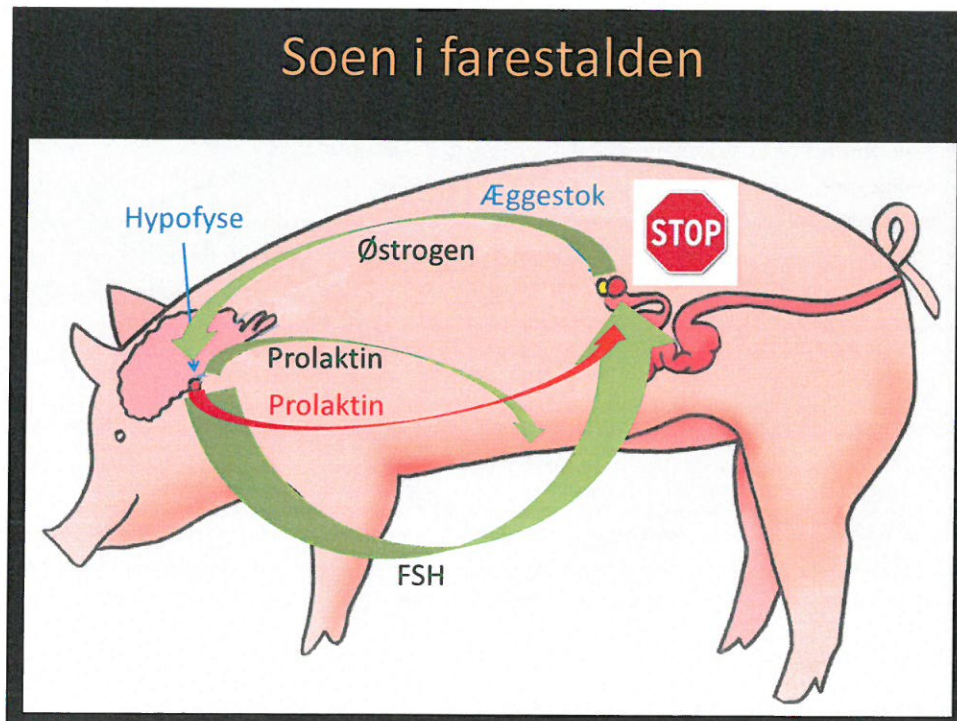 Soen i farestalden
Æggestok
Hypofyse
STOP
Østrogen
Prolaktin
Prolaktin
FSH